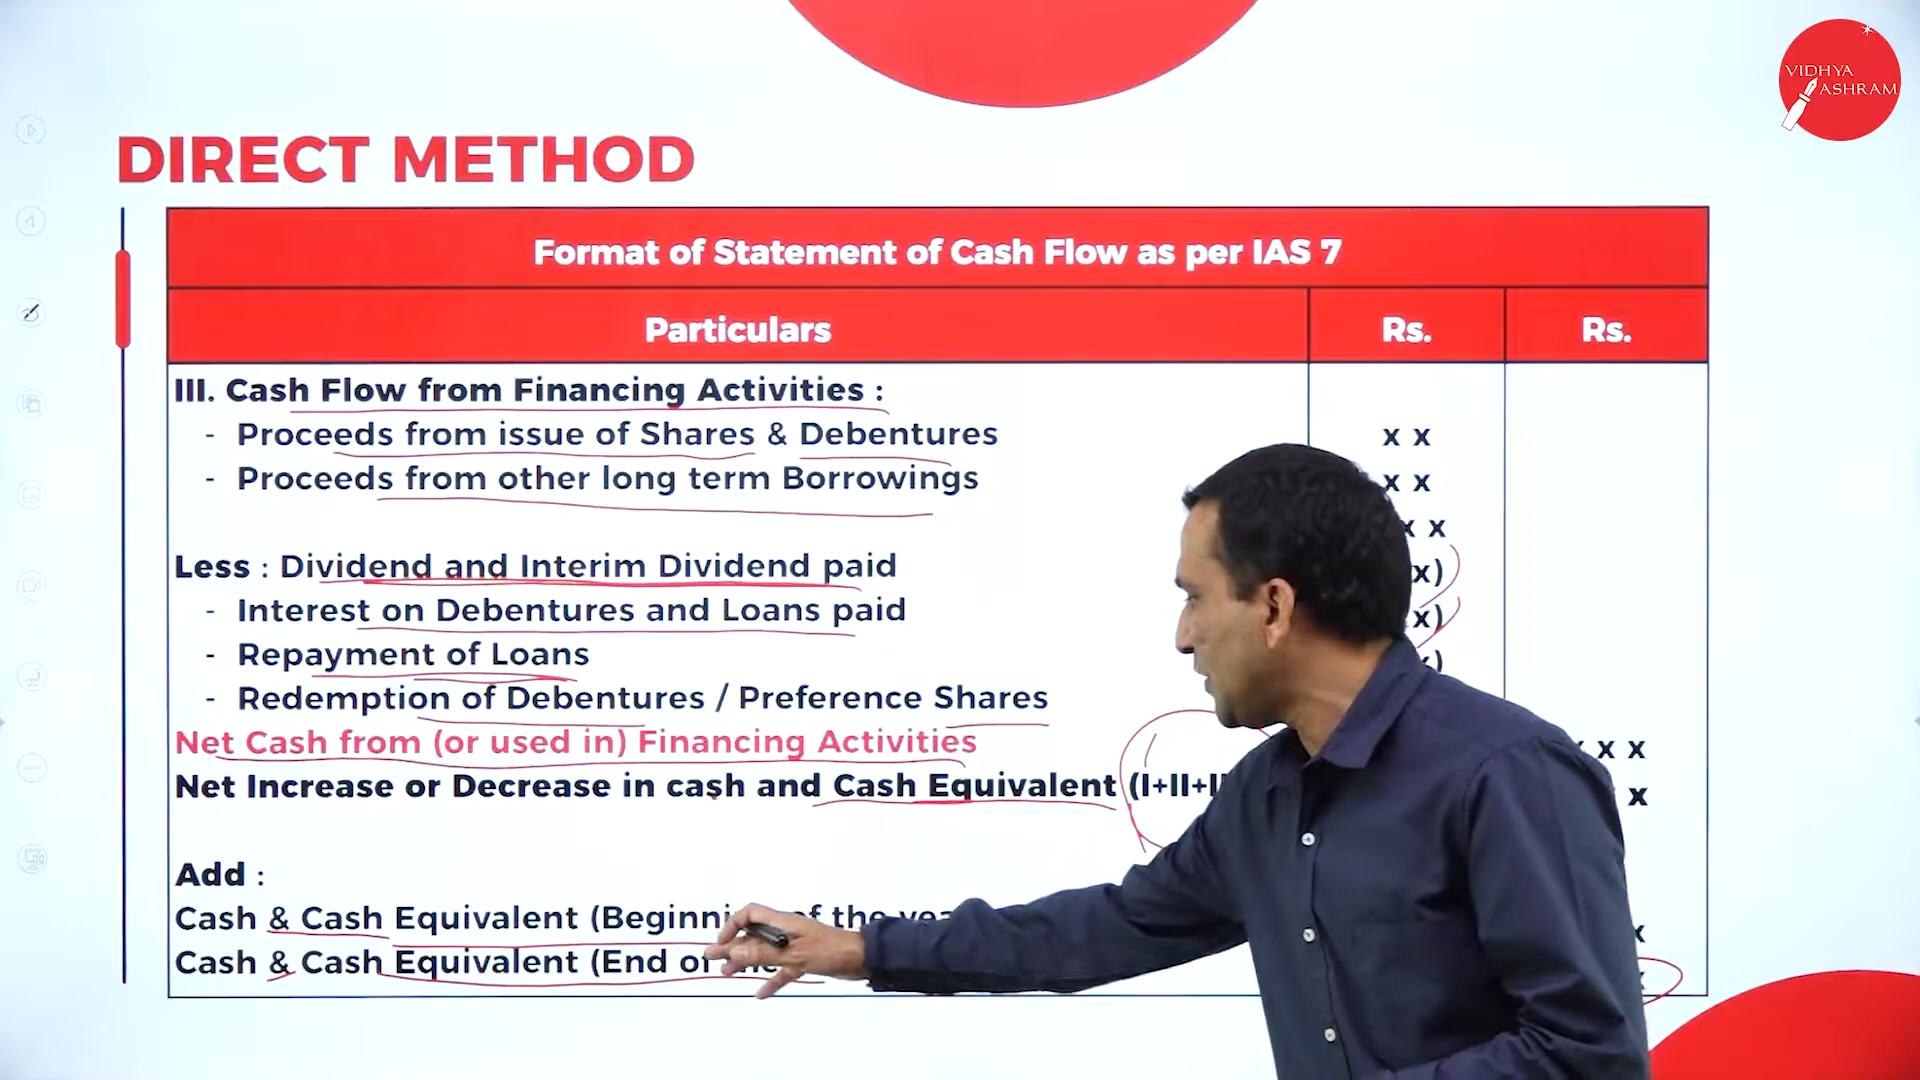 VIDHYA
ASHRAM
DIRECT METHOD
Format of Statement of Cash Flow as per IAS 7
Particulars Rs. Rs.
III. Cash Flow from Financing Activities :
- Proceeds from issue of Shares & Debentures x x
- Proceeds from other long term Borrowings x x
x x
Less : Dividend and Interim Dividend paid x)
- Interest on Debentures and Loans paid x)
- Repayment of Loans x)
- Redemption of Debentures / Preference Shares
Net Cash from (or used in) Financing Activities x x x
Net Increase or Decrease in cash and Cash Equivalent (I+II+ x
Add :
Cash & Cash Equivalent of the x
Cash & Cash Equivalent (End of x